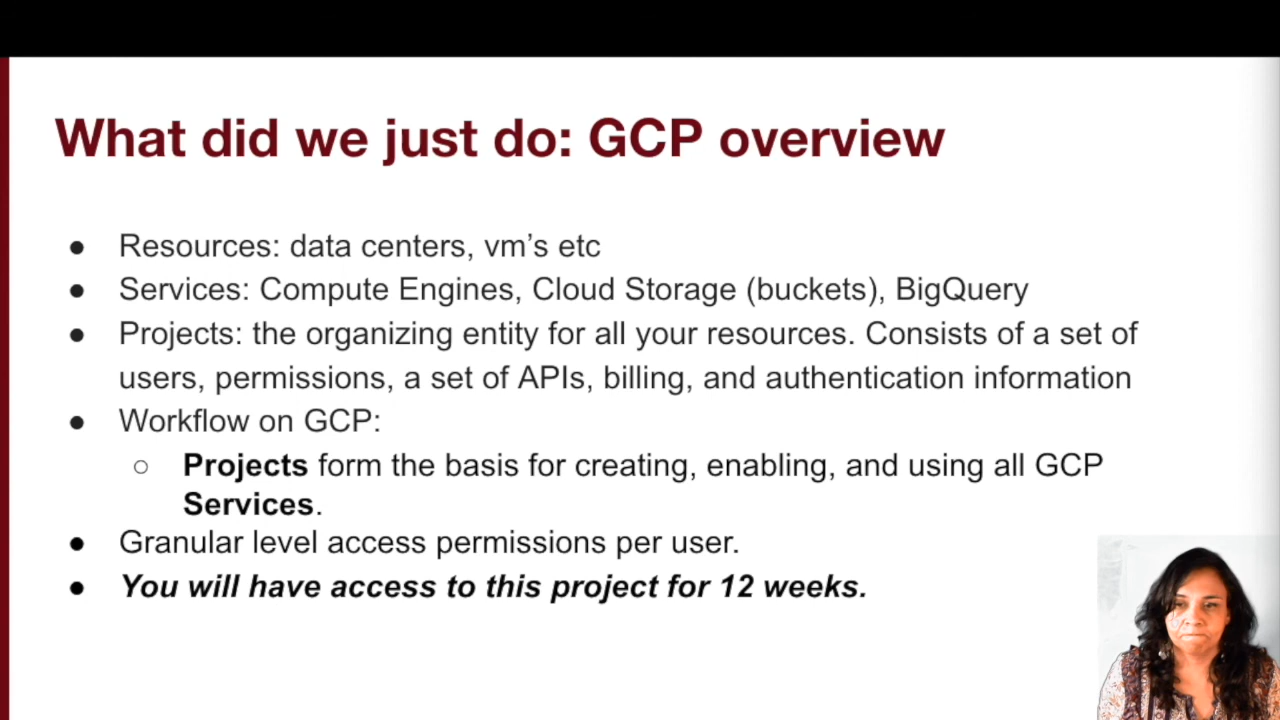 What did we just do: GCP overview
● Resources: data centers, vm’s etc
● Services: Compute Engines, Cloud Storage (buckets), BigQuery
● Projects: the organizing entity for all your resources. Consists of a set of
users, permissions, a set of APIs, billing, and authentication information
● Workflow on GCP:
○ Projects form the basis for creating, enabling, and using all GCP
Services.
● Granular level access permissions per user.
● You will have access to this project for 12 weeks.